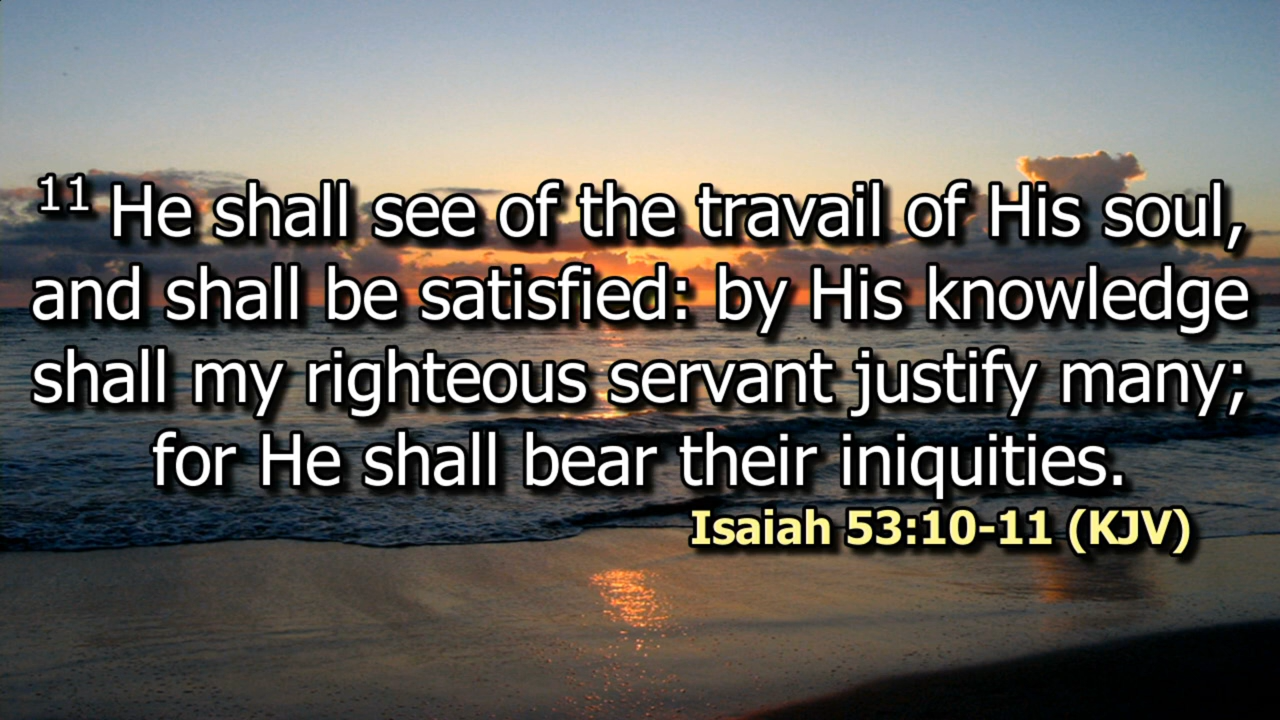 11 He shall see of the travail of His soul,
and shall be satisfied: by His knowledge
shall my righteous servant justify many;
for He shall bear their iniquities.
Isaiah 53:10-11 (KJV)